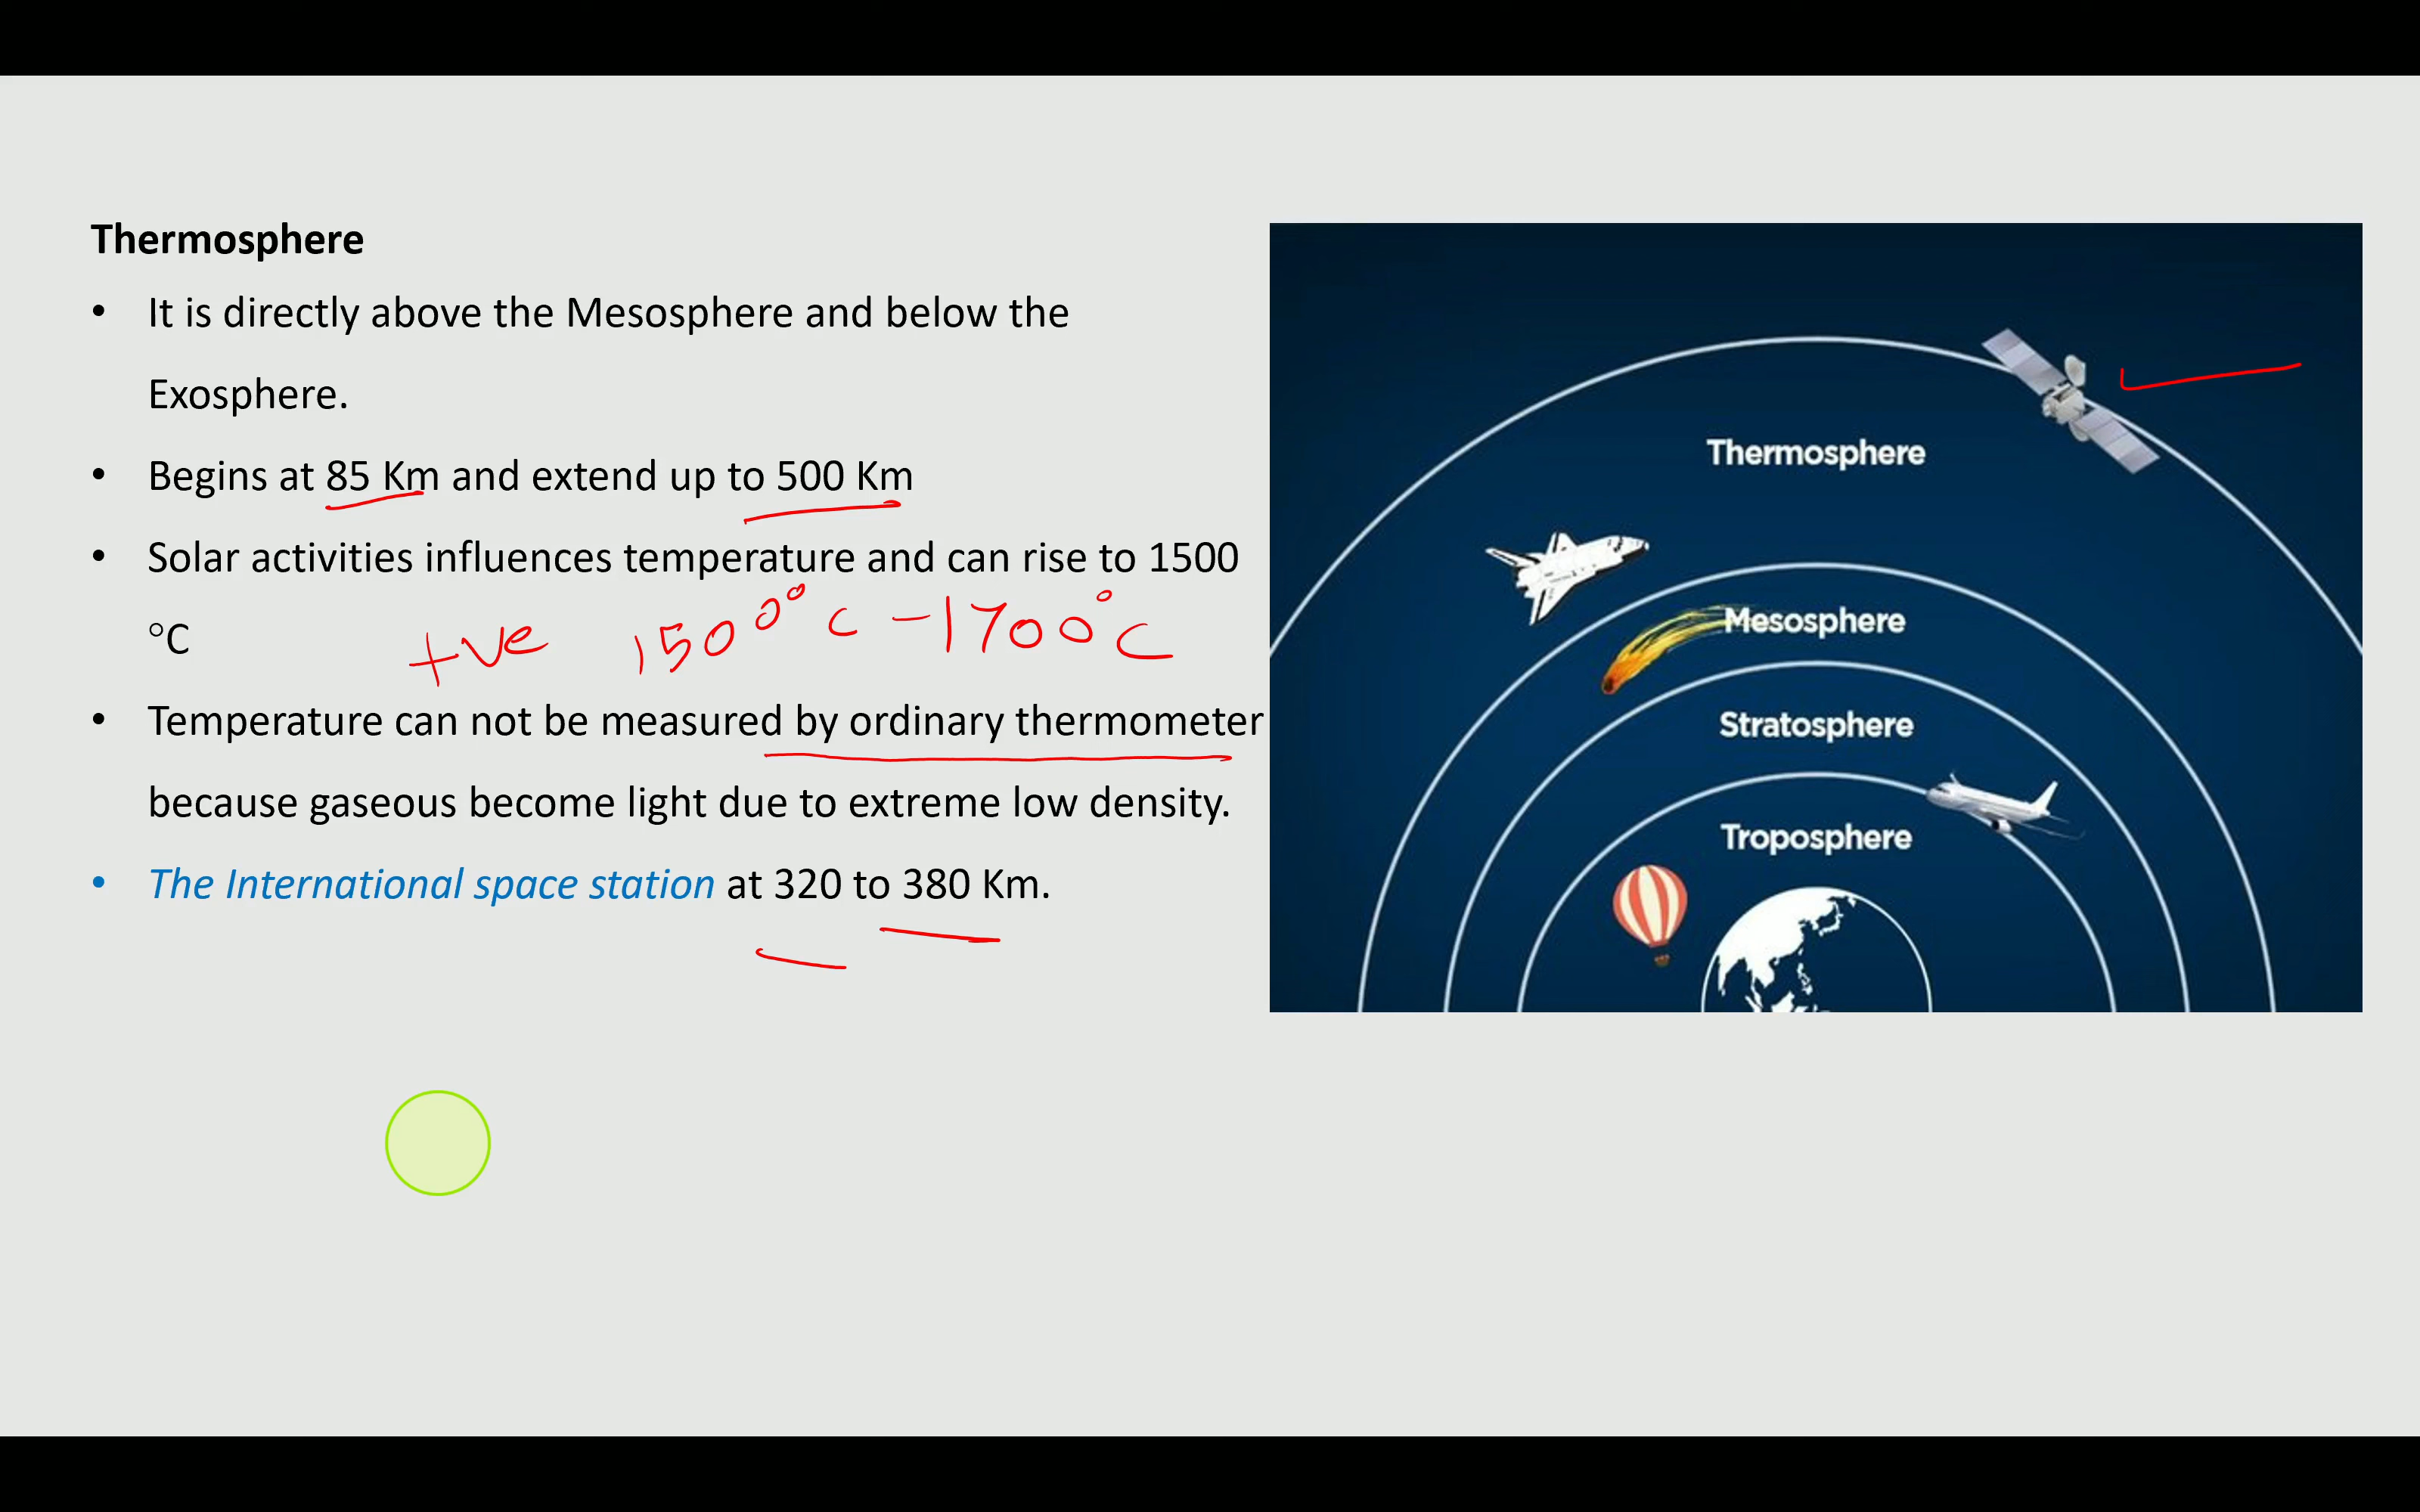 Thermosphere
• It is directly above the Mesosphere and below the
Exosphere.
• Begins at 85 Km and extend up to 500 Km
• Solar activities influences temperature and can rise to 1500
°C
+ve 1500°C - 1700°C
• Temperature can not be measured by ordinary thermometer
because gaseous become light due to extreme low density.
• The International space station at 320 to 380 Km.
Thermosphere
Mesosphere
Stratosphere
Troposphere